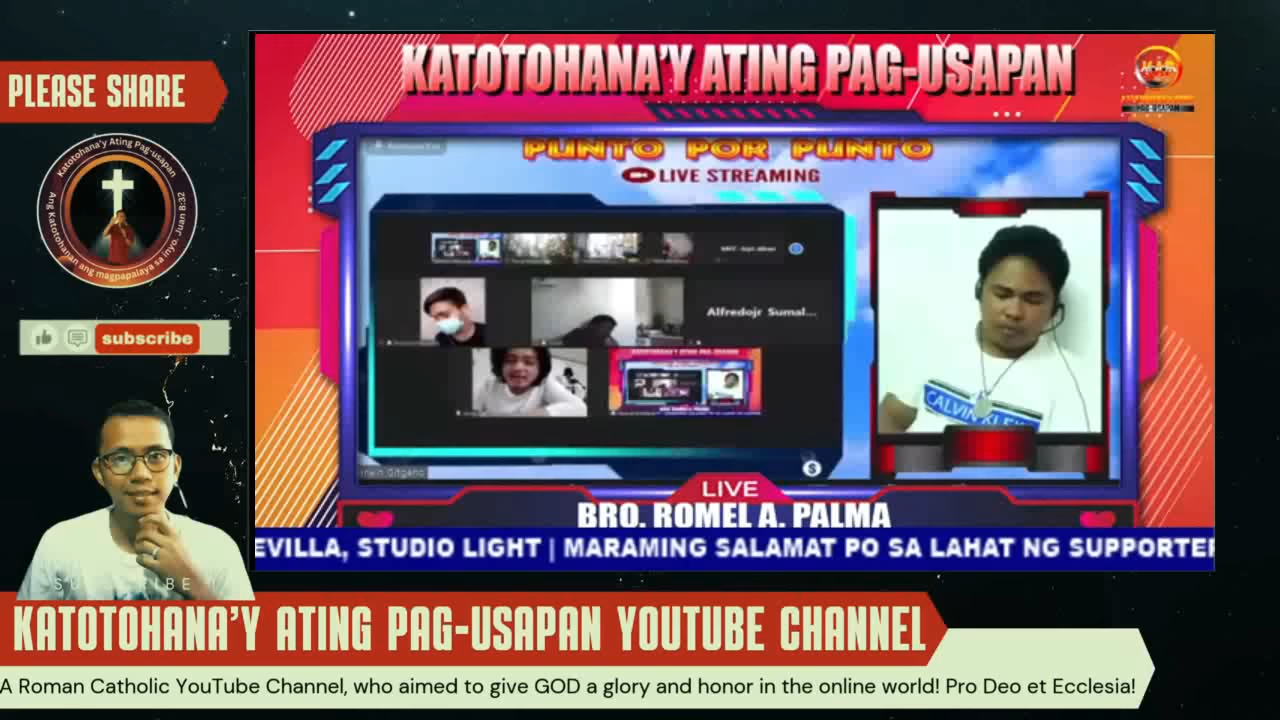 PLEASE SHARE
Katotohana'y Ating Pag-usapan
Ang Katotohanan ang magpapalaya sa inyo. Juan 8:32
subscribe
KATOTOHANA'Y ATING PAG-USAPAN
PAG-USAPAN
PUNTO POR PUNTO
LIVE STREAMING
Alfredojr Sumal...
CALVIN KLEIN
LIVE
BRO. ROMEL A. PALMA
EVILLA, STUDIO LIGHT | MARAMING SALAMAT PO SA LAHAT NG SUPPORTER
KATOTOHANA'Y ATING PAG-USAPAN YOUTUBE CHANNEL
A Roman Catholic YouTube Channel, who aimed to give GOD a glory and honor in the online world! Pro Deo et Ecclesia!